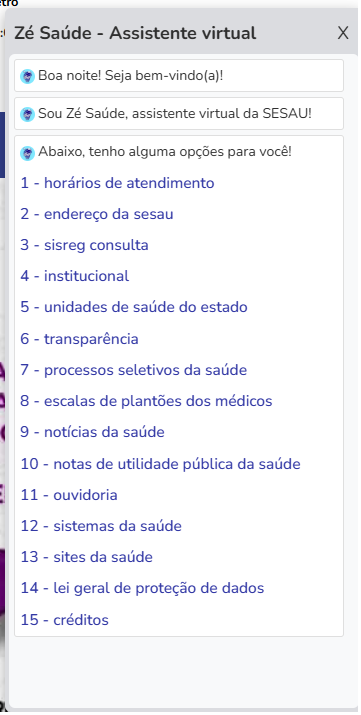 etro
Zé Saúde - Assistente virtual X
Boa noite! Seja bem-vindo(a)!
Sou Zé Saúde, assistente virtual da SESAU!
Abaixo, tenho alguma opções para você!
1 - horários de atendimento
2 - endereço da sesau
3 - sisreg consulta
4 - institucional
5 - unidades de saúde do estado
6 - transparência
7 - processos seletivos da saúde
8 - escalas de plantões dos médicos
9 - notícias da saúde
10 - notas de utilidade pública da saúde
11 - ouvidoria
12 - sistemas da saúde
13 - sites da saúde
14 - lei geral de proteção de dados
15 - créditos